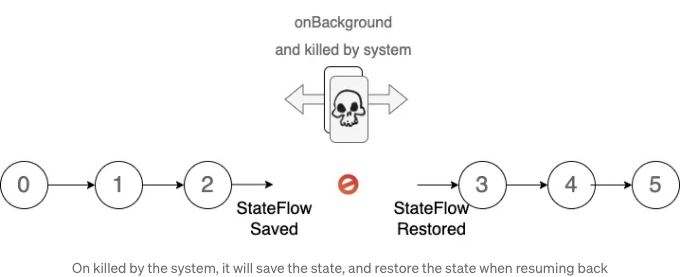 onBackground
and killed by system
0
1
2
3
4
5
StateFlow
Saved
StateFlow
Restored
On killed by the system, it will save the state, and restore the state when resuming back